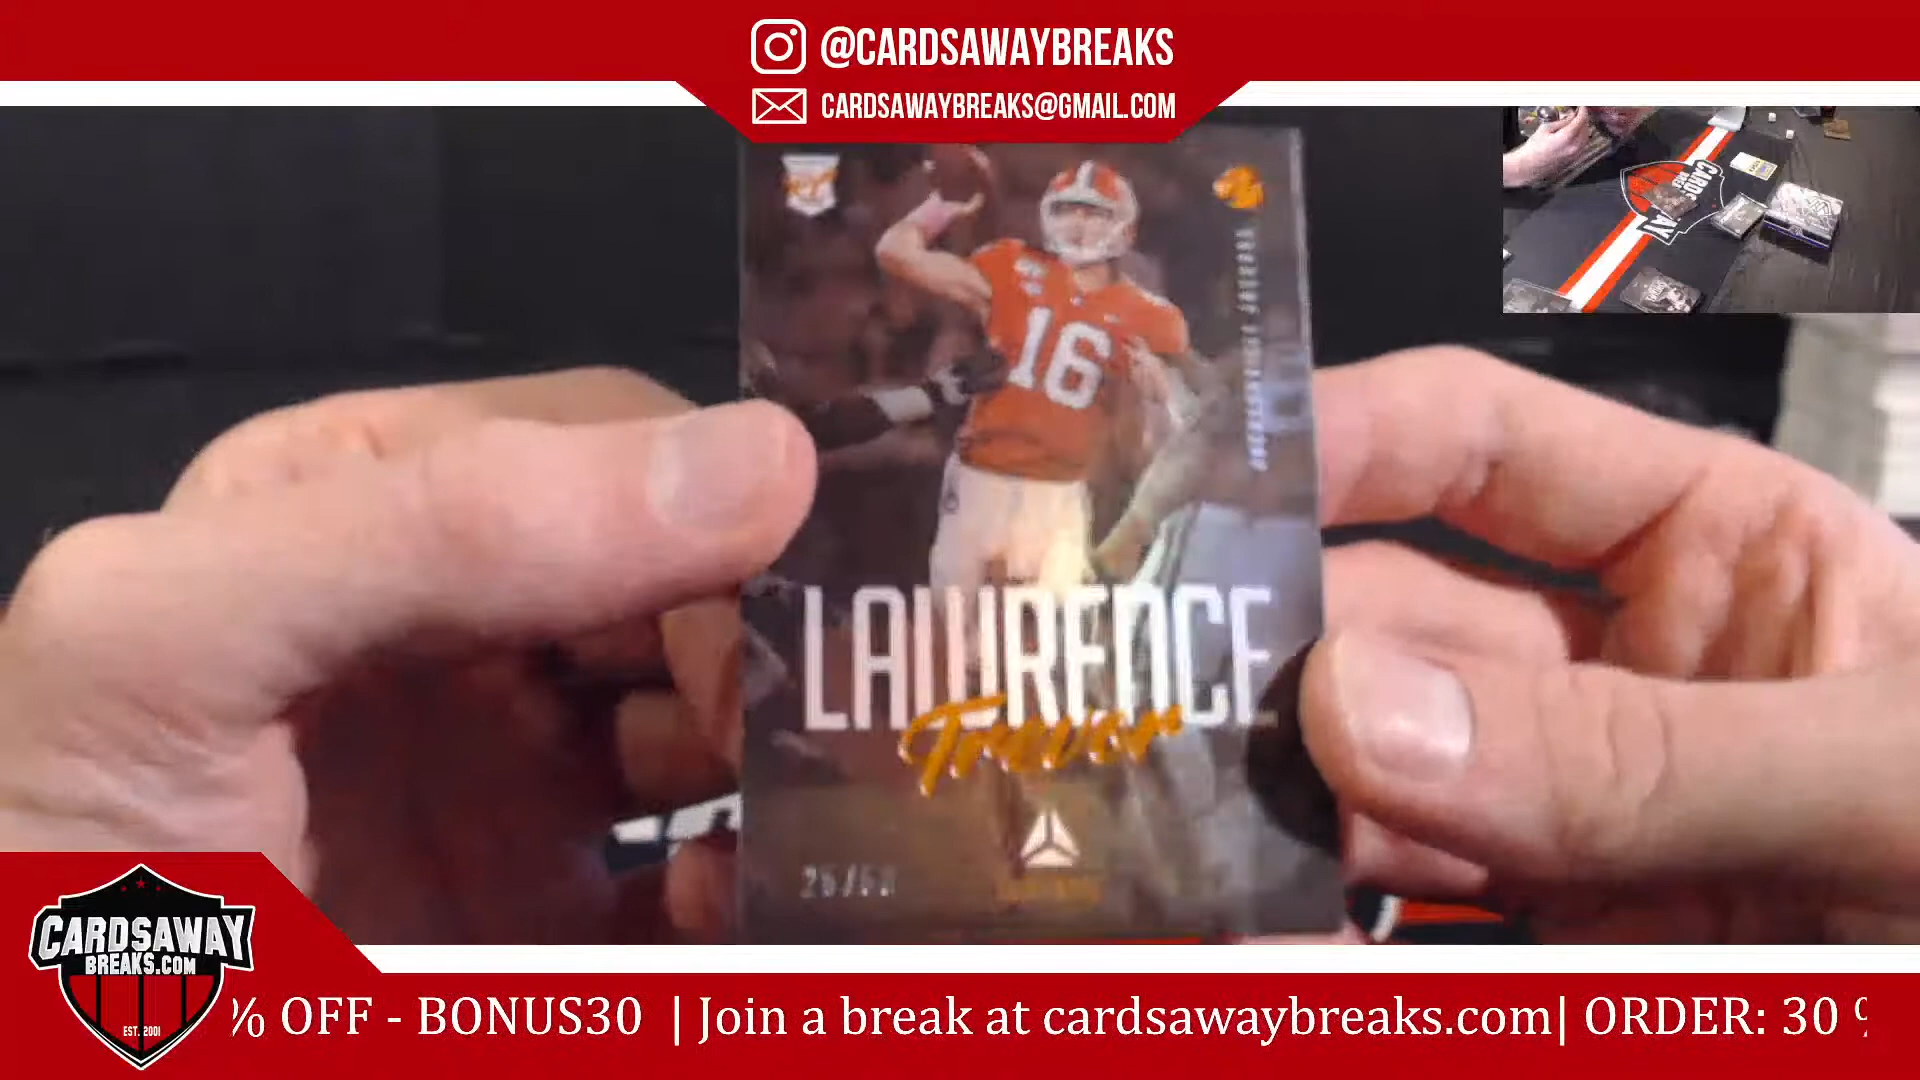 @CARDSAWAYBREAKS
CARDSAWAYBREAKS@GMAIL.COM
RC
16
LAWRENCE
Trevor
CARDSAWAY
BREAKS.COM
EST. 2001
% OFF - BONUS30 | Join a break at cardsawaybreaks.com| ORDER: 30